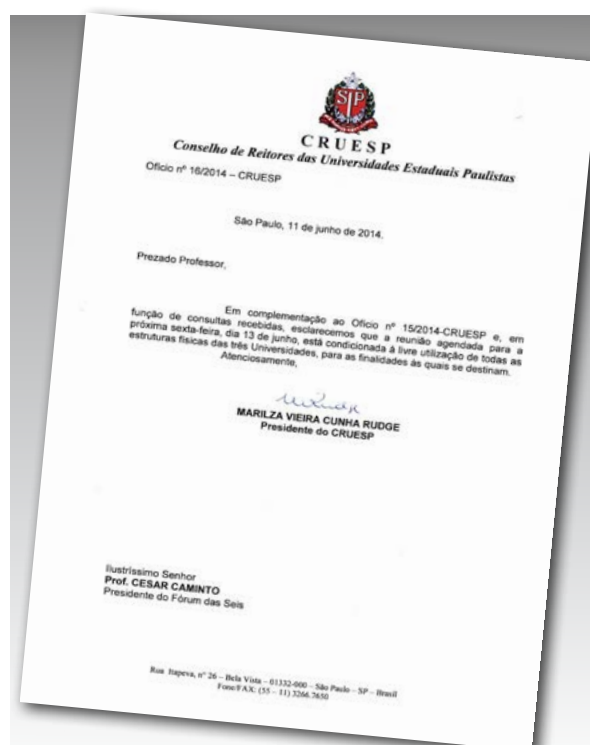 SP
CRUESP
Conselho de Reitores das Universidades Estaduais Paulistas
Ofício nº 16/2014 – CRUESP
São Paulo, 11 de junho de 2014.
Prezado Professor,
Em complementação ao Ofício nº 15/2014-CRUESP e, em
função de consultas recebidas, esclarecemos que a reunião agendada para a
próxima sexta-feira, dia 13 de junho, está condicionada à livre utilização de todas as
estruturas físicas das três Universidades, para as finalidades às quais se destinam.
Atenciosamente,
MARILZA VIEIRA CUNHA RUDGE
Presidente do CRUESP
Ilustríssimo Senhor
Prof. CESAR CAMINTO
Presidente do Fórum das Seis
Rua Itapeva, nº 26 – Bela Vista – 01332-000 – São Paulo – SP – Brasil
Fone/FAX: (55 – 11) 3266.7650